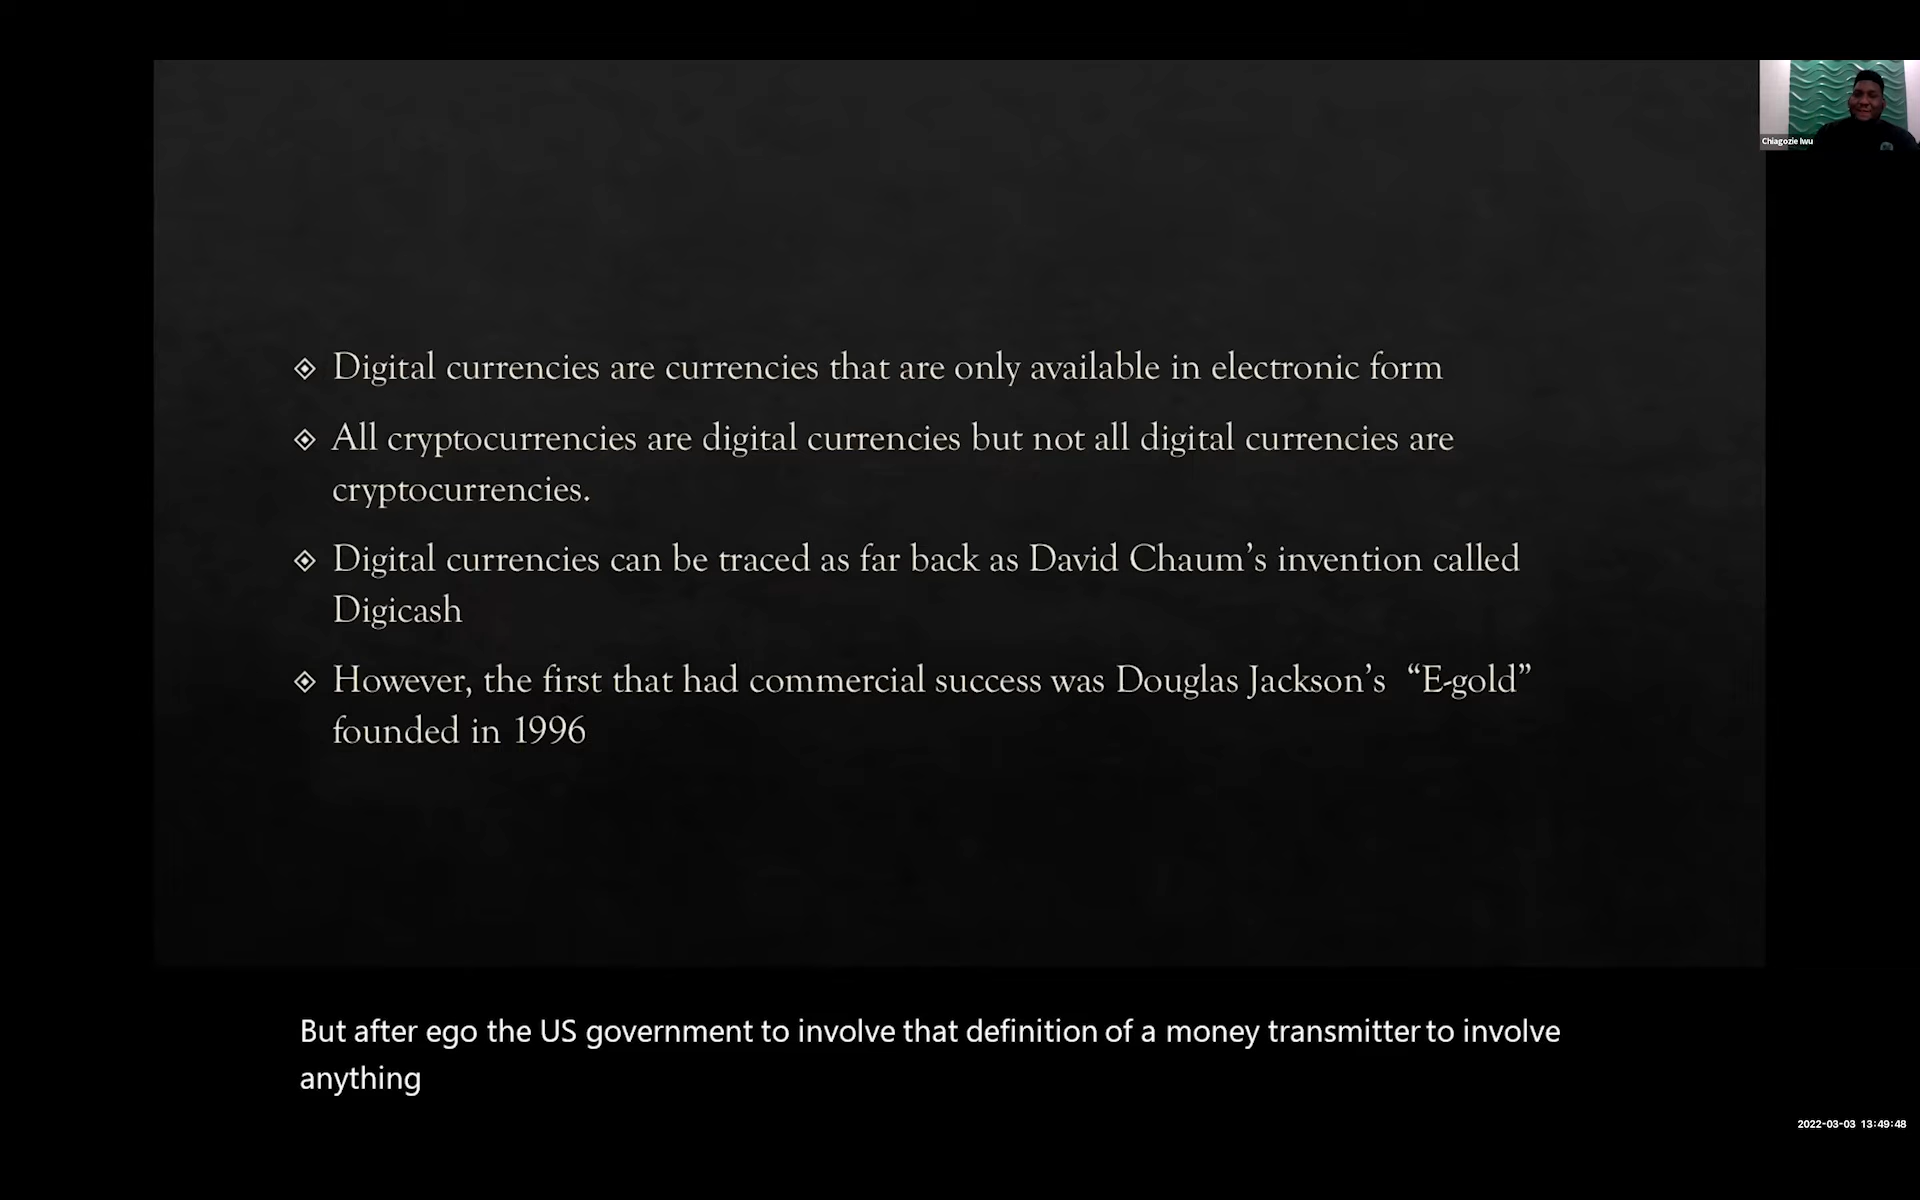 Chiagozie Iwu
Digital currencies are currencies that are only available in electronic form
All cryptocurrencies are digital currencies but not all digital currencies are
cryptocurrencies.
Digital currencies can be traced as far back as David Chaum’s invention called
Digicash
However, the first that had commercial success was Douglas Jackson’s “E-gold”
founded in 1996
But after ego the US government to involve that definition of a money transmitter to involve
anything
2022-03-03 13:49:48